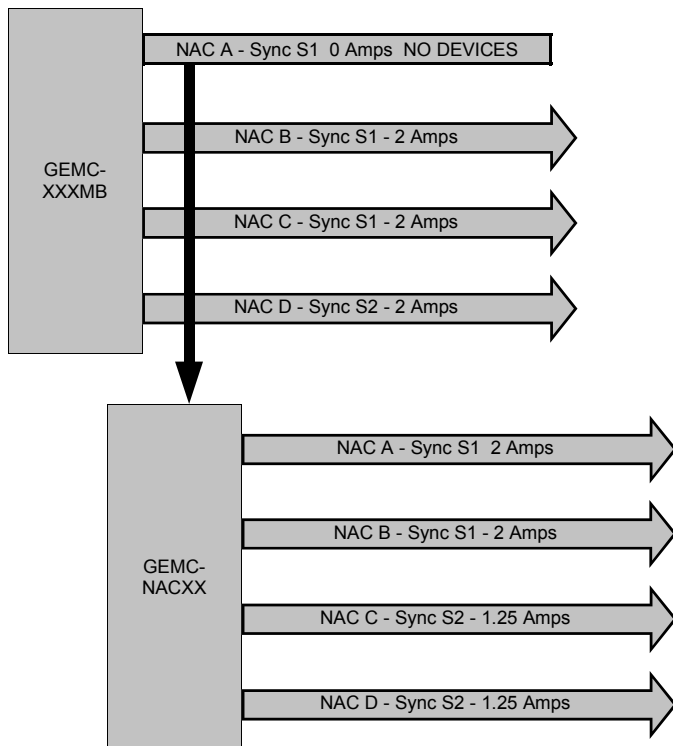 NAC A - Sync S1  0 Amps  NO DEVICES
NAC B - Sync S1 - 2 Amps
GEMC-
XXXMB
NAC C - Sync S1 - 2 Amps
NAC D - Sync S2 - 2 Amps
NAC A - Sync S1  2 Amps
NAC B - Sync S1 - 2 Amps
GEMC-
NACXX
NAC C - Sync S2 - 1.25 Amps
NAC D - Sync S2 - 1.25 Amps